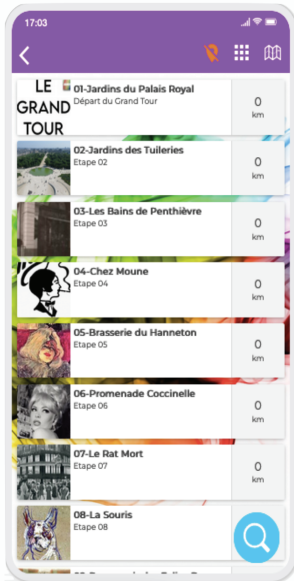 17:03
LE
GRAND
TOUR
01-Jardins du Palais Royal
Départ du Grand Tour
0
km
02-Jardins des Tuileries
Etape 02
0
km
03-Les Bains de Penthièvre
Etape 03
0
km
04-Chez Moune
Etape 04
0
km
05-Brasserie du Hanneton
Etape 05
0
km
06-Promenade Coccinelle
Etape 06
0
km
07-Le Rat Mort
Etape 07
0
km
08-La Souris
Etape 08